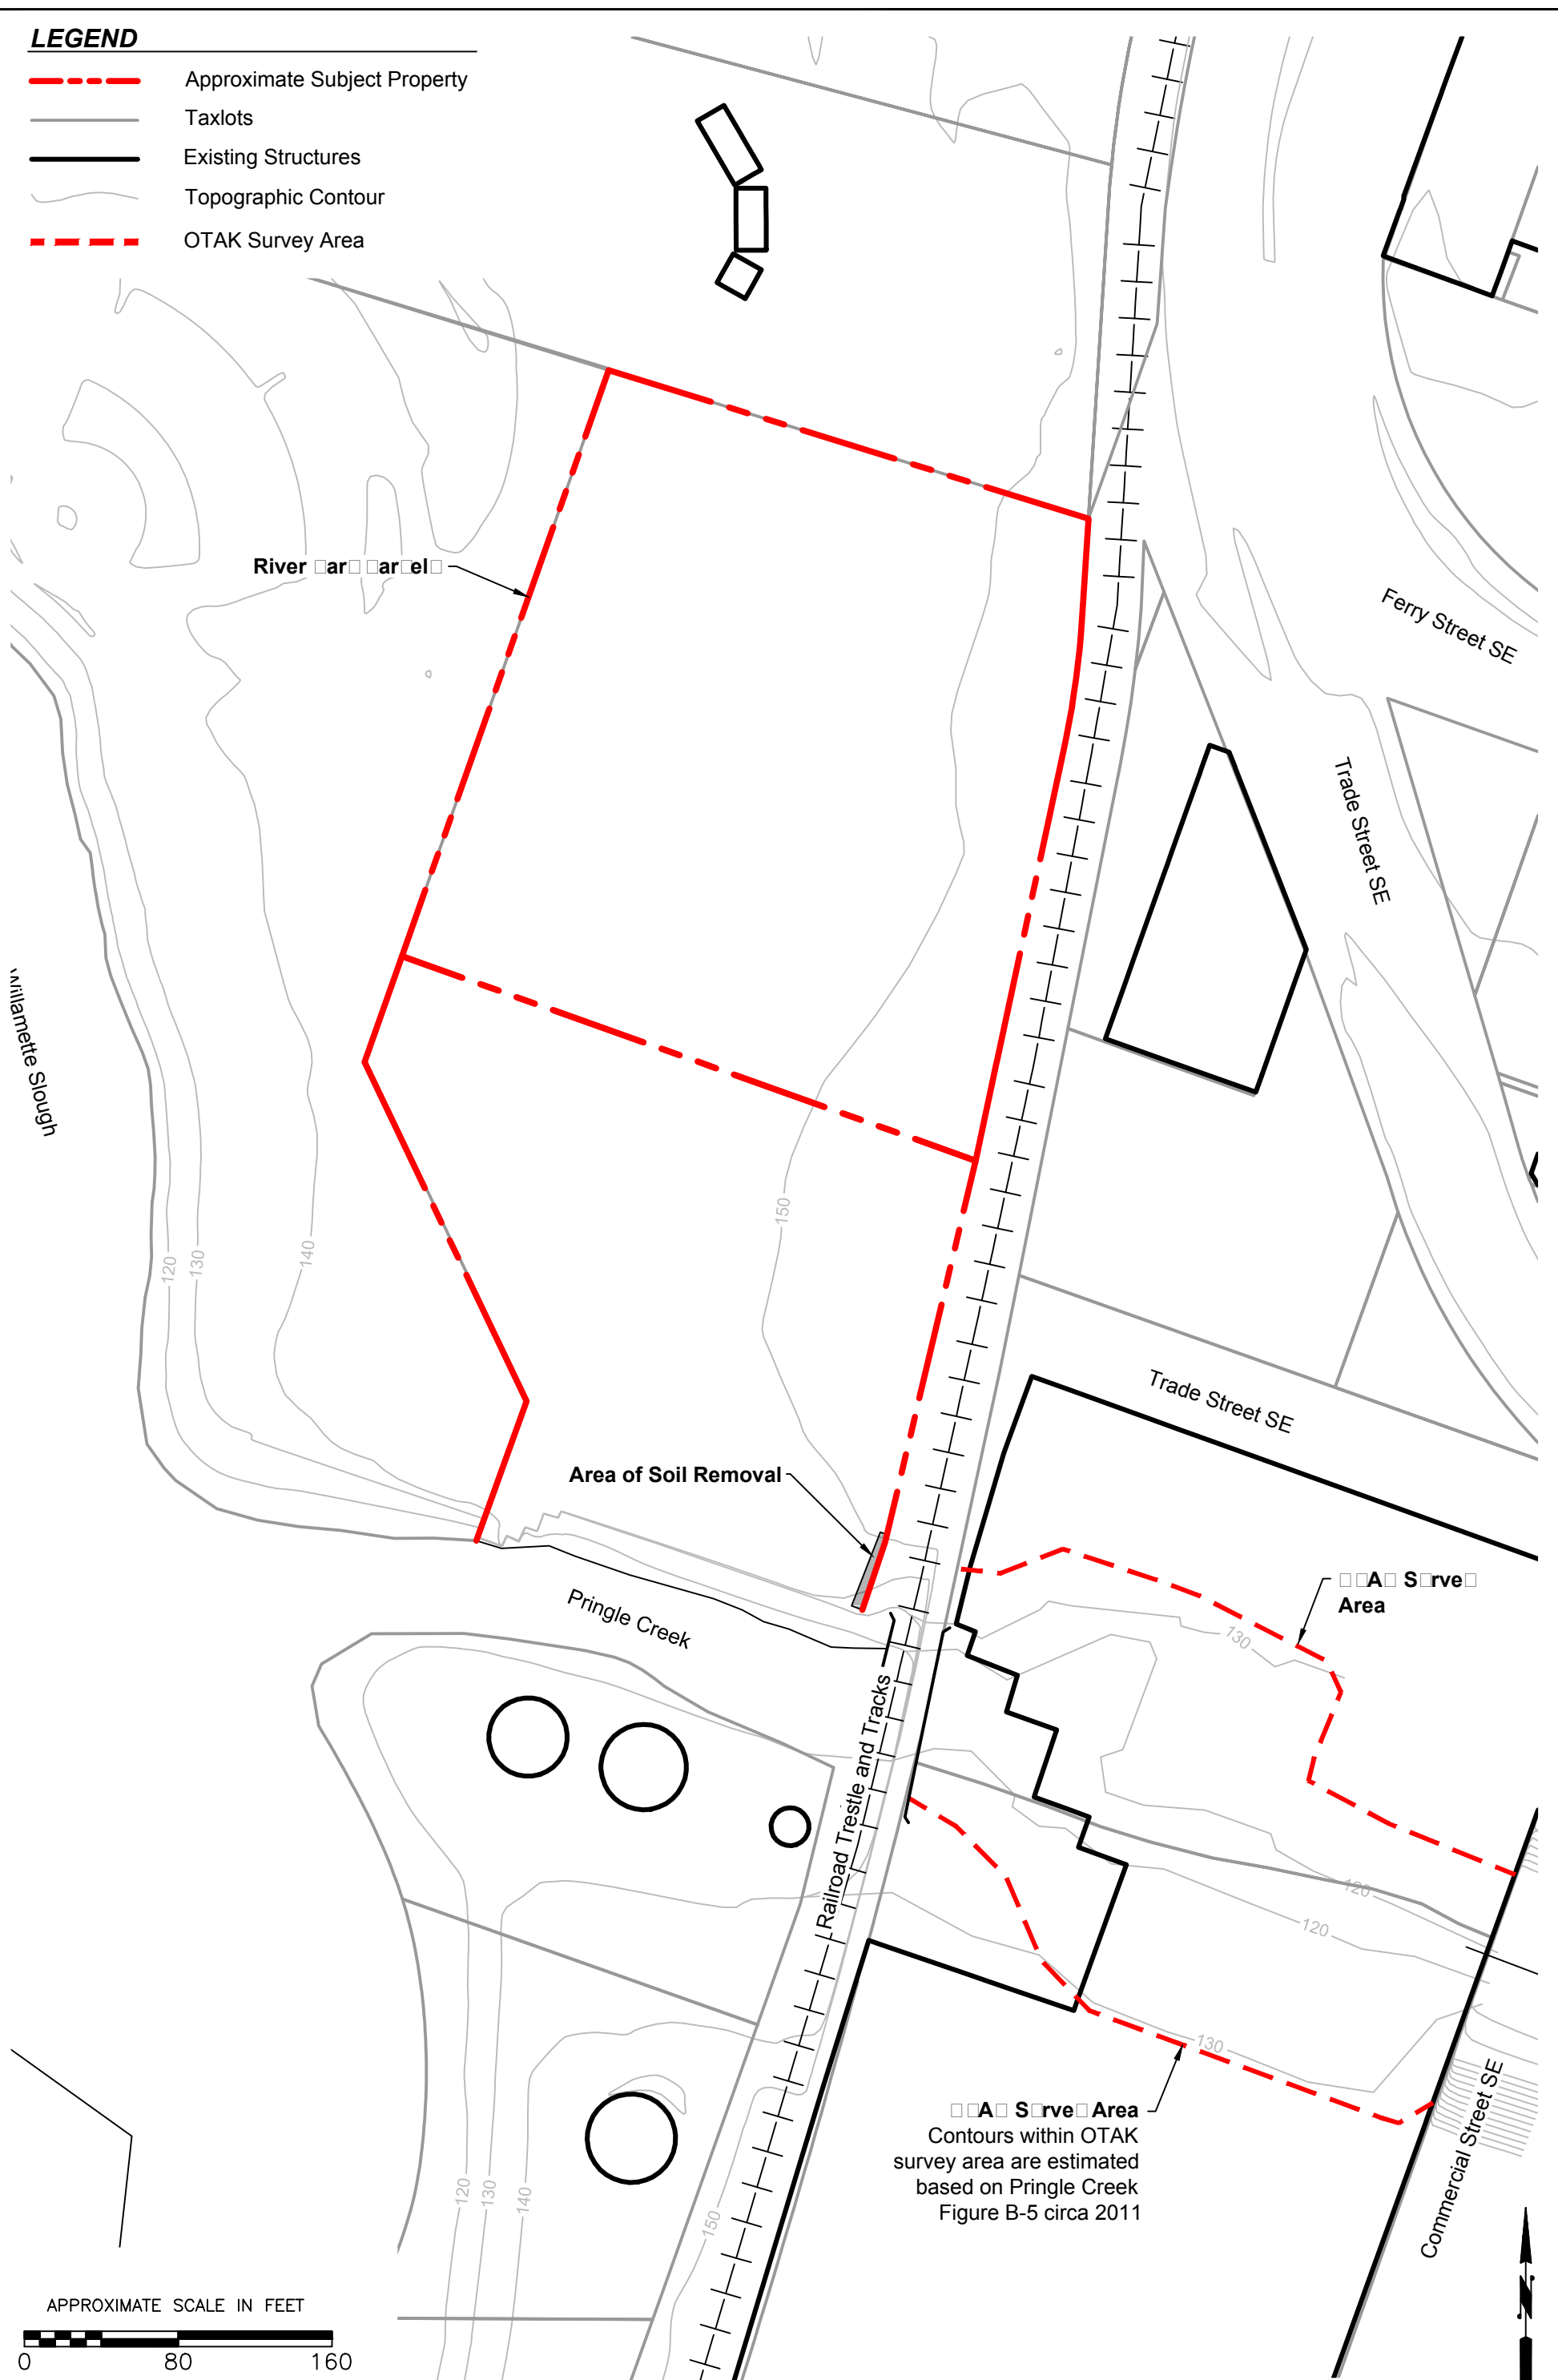 LEGEND
Approximate Subject Property
Taxlots
Existing Structures
Topographic Contour
OTAK Survey Area
River
Ferry Street SE
Trade Street SE
Willamette Slough
150
120
130
140
Trade Street SE
Area of Soil Removal
Area
130
Pringle Creek
Railroad Trestle and Tracks
120
120
130
Area
Contours within OTAK
survey area are estimated
based on Pringle Creek
Figure B-5 circa 2011
Commercial Street SE
120
130
140
150
APPROXIMATE SCALE IN FEET
0 80 160
N